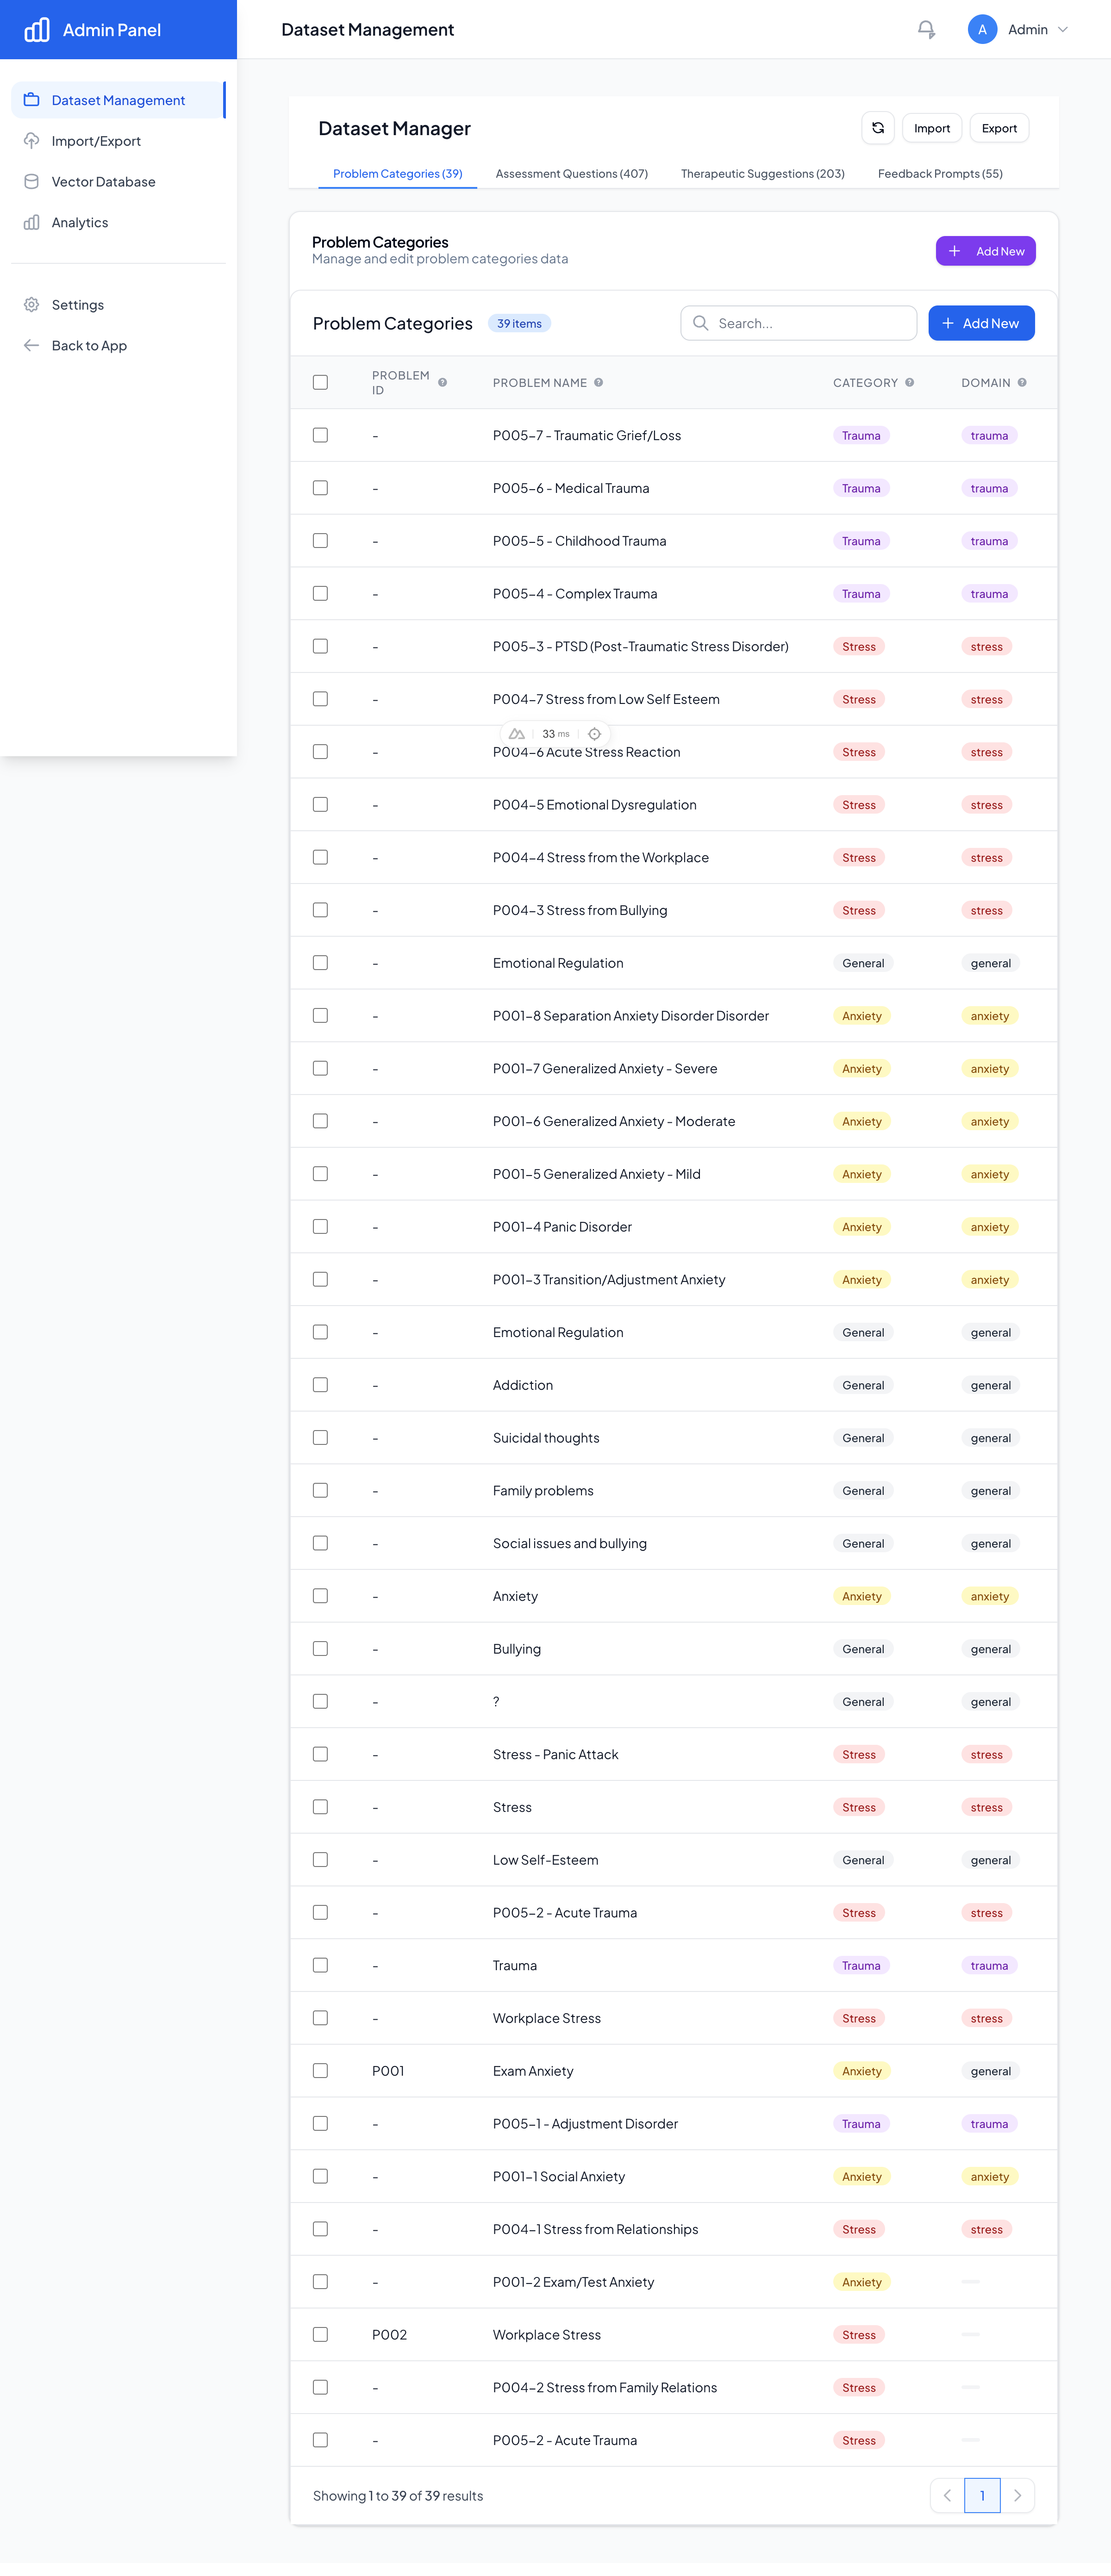 Admin Panel
Dataset Management
A
Admin
Dataset Management
Import/Export
Vector Database
Analytics
Settings
Back to App
Dataset Manager
Import
Export
Problem Categories (39)
Assessment Questions (407)
Therapeutic Suggestions (203)
Feedback Prompts (55)
Problem Categories
Manage and edit problem categories data
+ Add New
Problem Categories
39 items
Search...
+ Add New
PROBLEM ID ? PROBLEM NAME ? CATEGORY ? DOMAIN ?
- P005-7 - Traumatic Grief/Loss Trauma trauma
- P005-6 - Medical Trauma Trauma trauma
- P005-5 - Childhood Trauma Trauma trauma
- P005-4 - Complex Trauma Trauma trauma
- P005-3 - PTSD (Post-Traumatic Stress Disorder) Stress stress
- P004-7 Stress from Low Self Esteem Stress stress
33 ms
- P004-6 Acute Stress Reaction Stress stress
- P004-5 Emotional Dysregulation Stress stress
- P004-4 Stress from the Workplace Stress stress
- P004-3 Stress from Bullying Stress stress
- Emotional Regulation General general
- P001-8 Separation Anxiety Disorder Disorder Anxiety anxiety
- P001-7 Generalized Anxiety - Severe Anxiety anxiety
- P001-6 Generalized Anxiety - Moderate Anxiety anxiety
- P001-5 Generalized Anxiety - Mild Anxiety anxiety
- P001-4 Panic Disorder Anxiety anxiety
- P001-3 Transition/Adjustment Anxiety Anxiety anxiety
- Emotional Regulation General general
- Addiction General general
- Suicidal thoughts General general
- Family problems General general
- Social issues and bullying General general
- Anxiety Anxiety anxiety
- Bullying General general
- ? General general
- Stress - Panic Attack Stress stress
- Stress Stress stress
- Low Self-Esteem General general
- P005-2 - Acute Trauma Stress stress
- Trauma Trauma trauma
- Workplace Stress Stress stress
P001 Exam Anxiety Anxiety general
- P005-1 - Adjustment Disorder Trauma trauma
- P001-1 Social Anxiety Anxiety anxiety
- P004-1 Stress from Relationships Stress stress
- P001-2 Exam/Test Anxiety Anxiety
P002 Workplace Stress Stress
- P004-2 Stress from Family Relations Stress
- P005-2 - Acute Trauma Stress
Showing 1 to 39 of 39 results
1